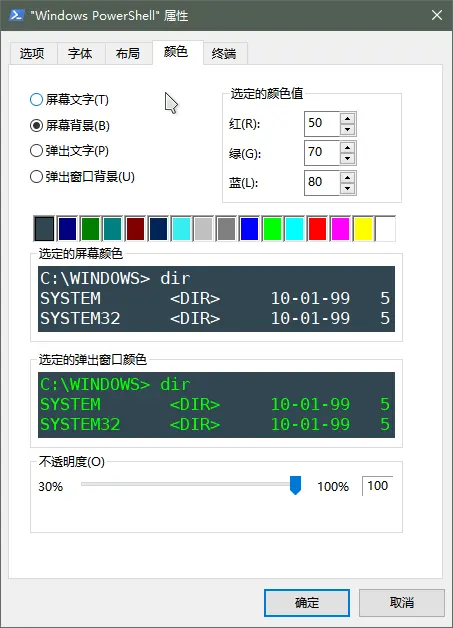 "Windows PowerShell" 属性
选项 字体 布局 颜色 终端
屏幕文字(T)
屏幕背景(B)
弹出文字(P)
弹出窗口背景(U)
选定的颜色值
红(R): 50
绿(G): 70
蓝(L): 80
选定的屏幕颜色
C:\WINDOWS> dir
SYSTEM <DIR> 10-01-99 5
SYSTEM32 <DIR> 10-01-99 5
选定的弹出窗口颜色
C:\WINDOWS> dir
SYSTEM <DIR> 10-01-99 5
SYSTEM32 <DIR> 10-01-99 5
不透明度(O)
30% 100% 100
确定 取消